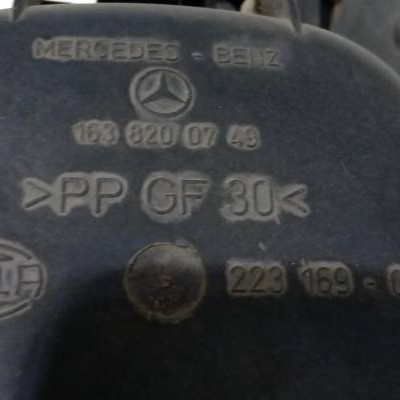 MERCEDES - BENZ
163 820 07 49
>PP GF 30<
223 169 -